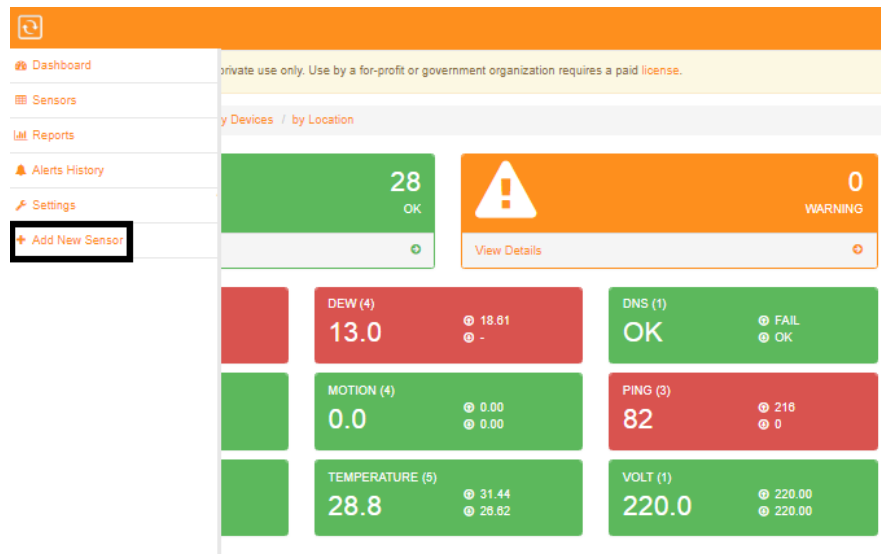 Dashboard
private use only. Use by a for-profit or government organization requires a paid license.
Sensors
y Devices / by Location
Reports
Alerts History
Settings
Add New Sensor
28
OK
0
WARNING
View Details
DEW (4)
13.0
18.61
-
DNS (1)
OK
FAIL
OK
MOTION (4)
0.0
0.00
0.00
PING (3)
82
216
0
TEMPERATURE (5)
28.8
31.44
26.62
VOLT (1)
220.0
220.00
220.00